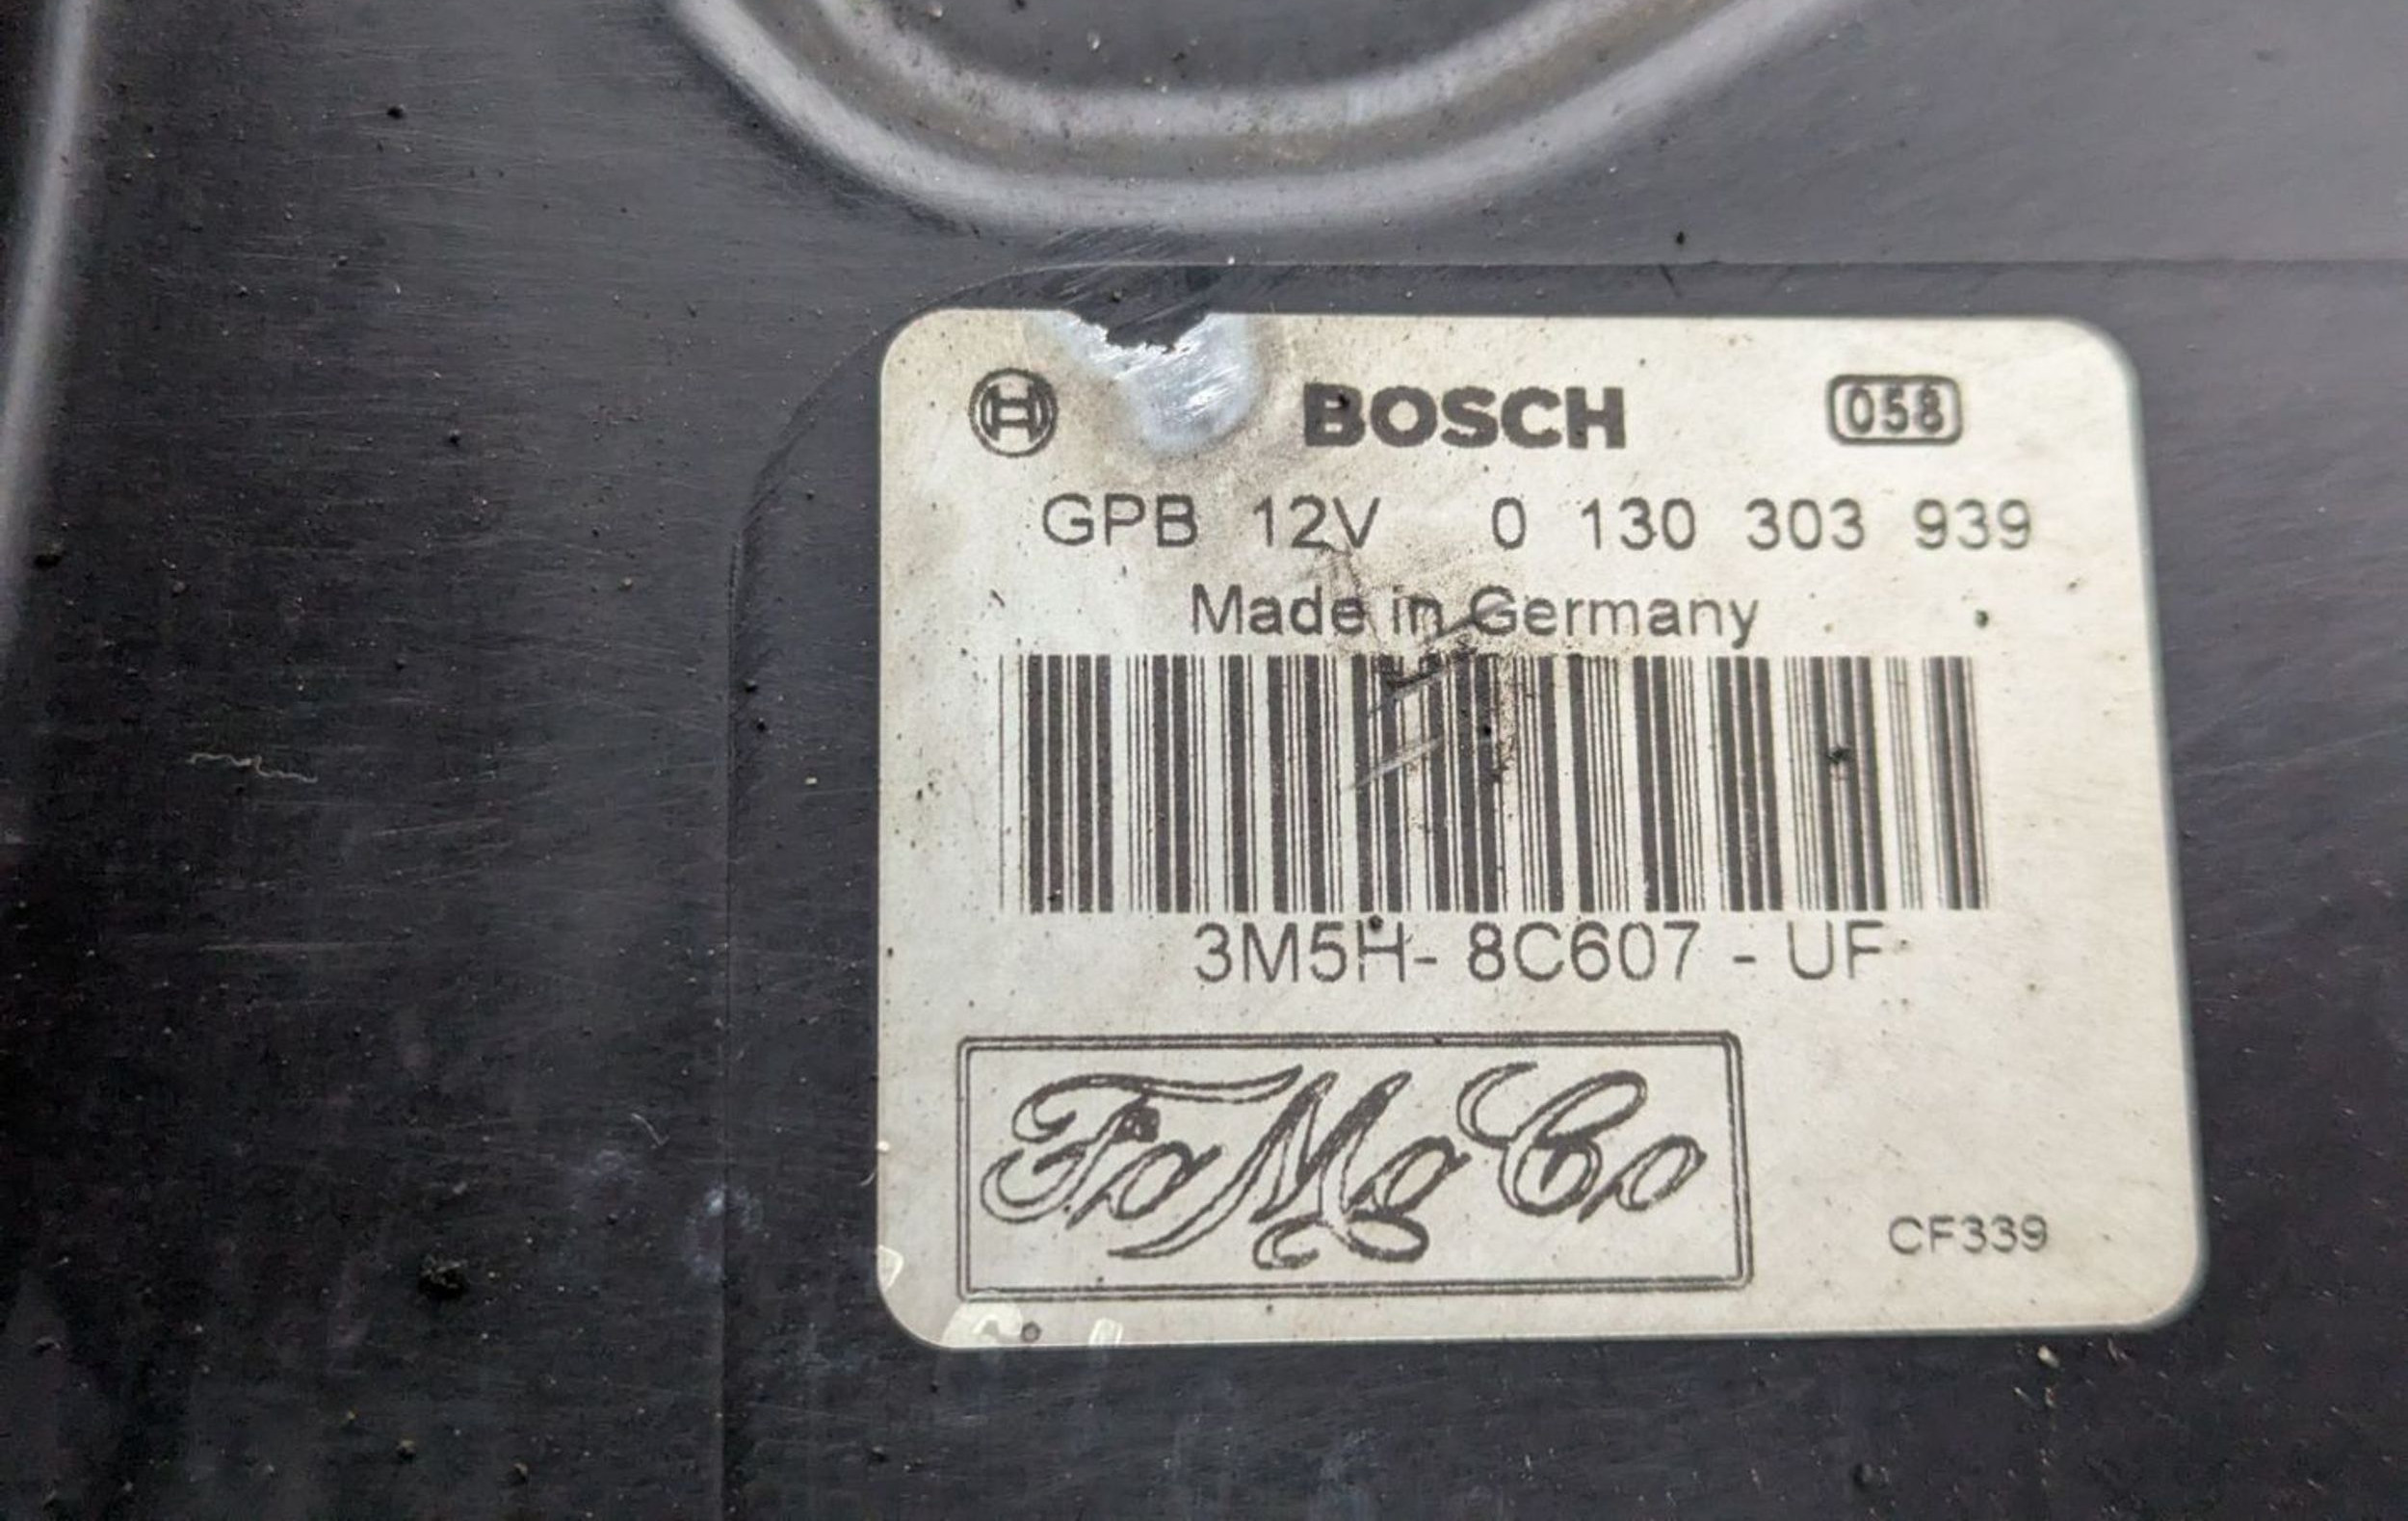 BOSCH 058
GPB 12V 0 130 303 939
Made in Germany
3M5H- 8C607 - UF
FoMoCo
CF339